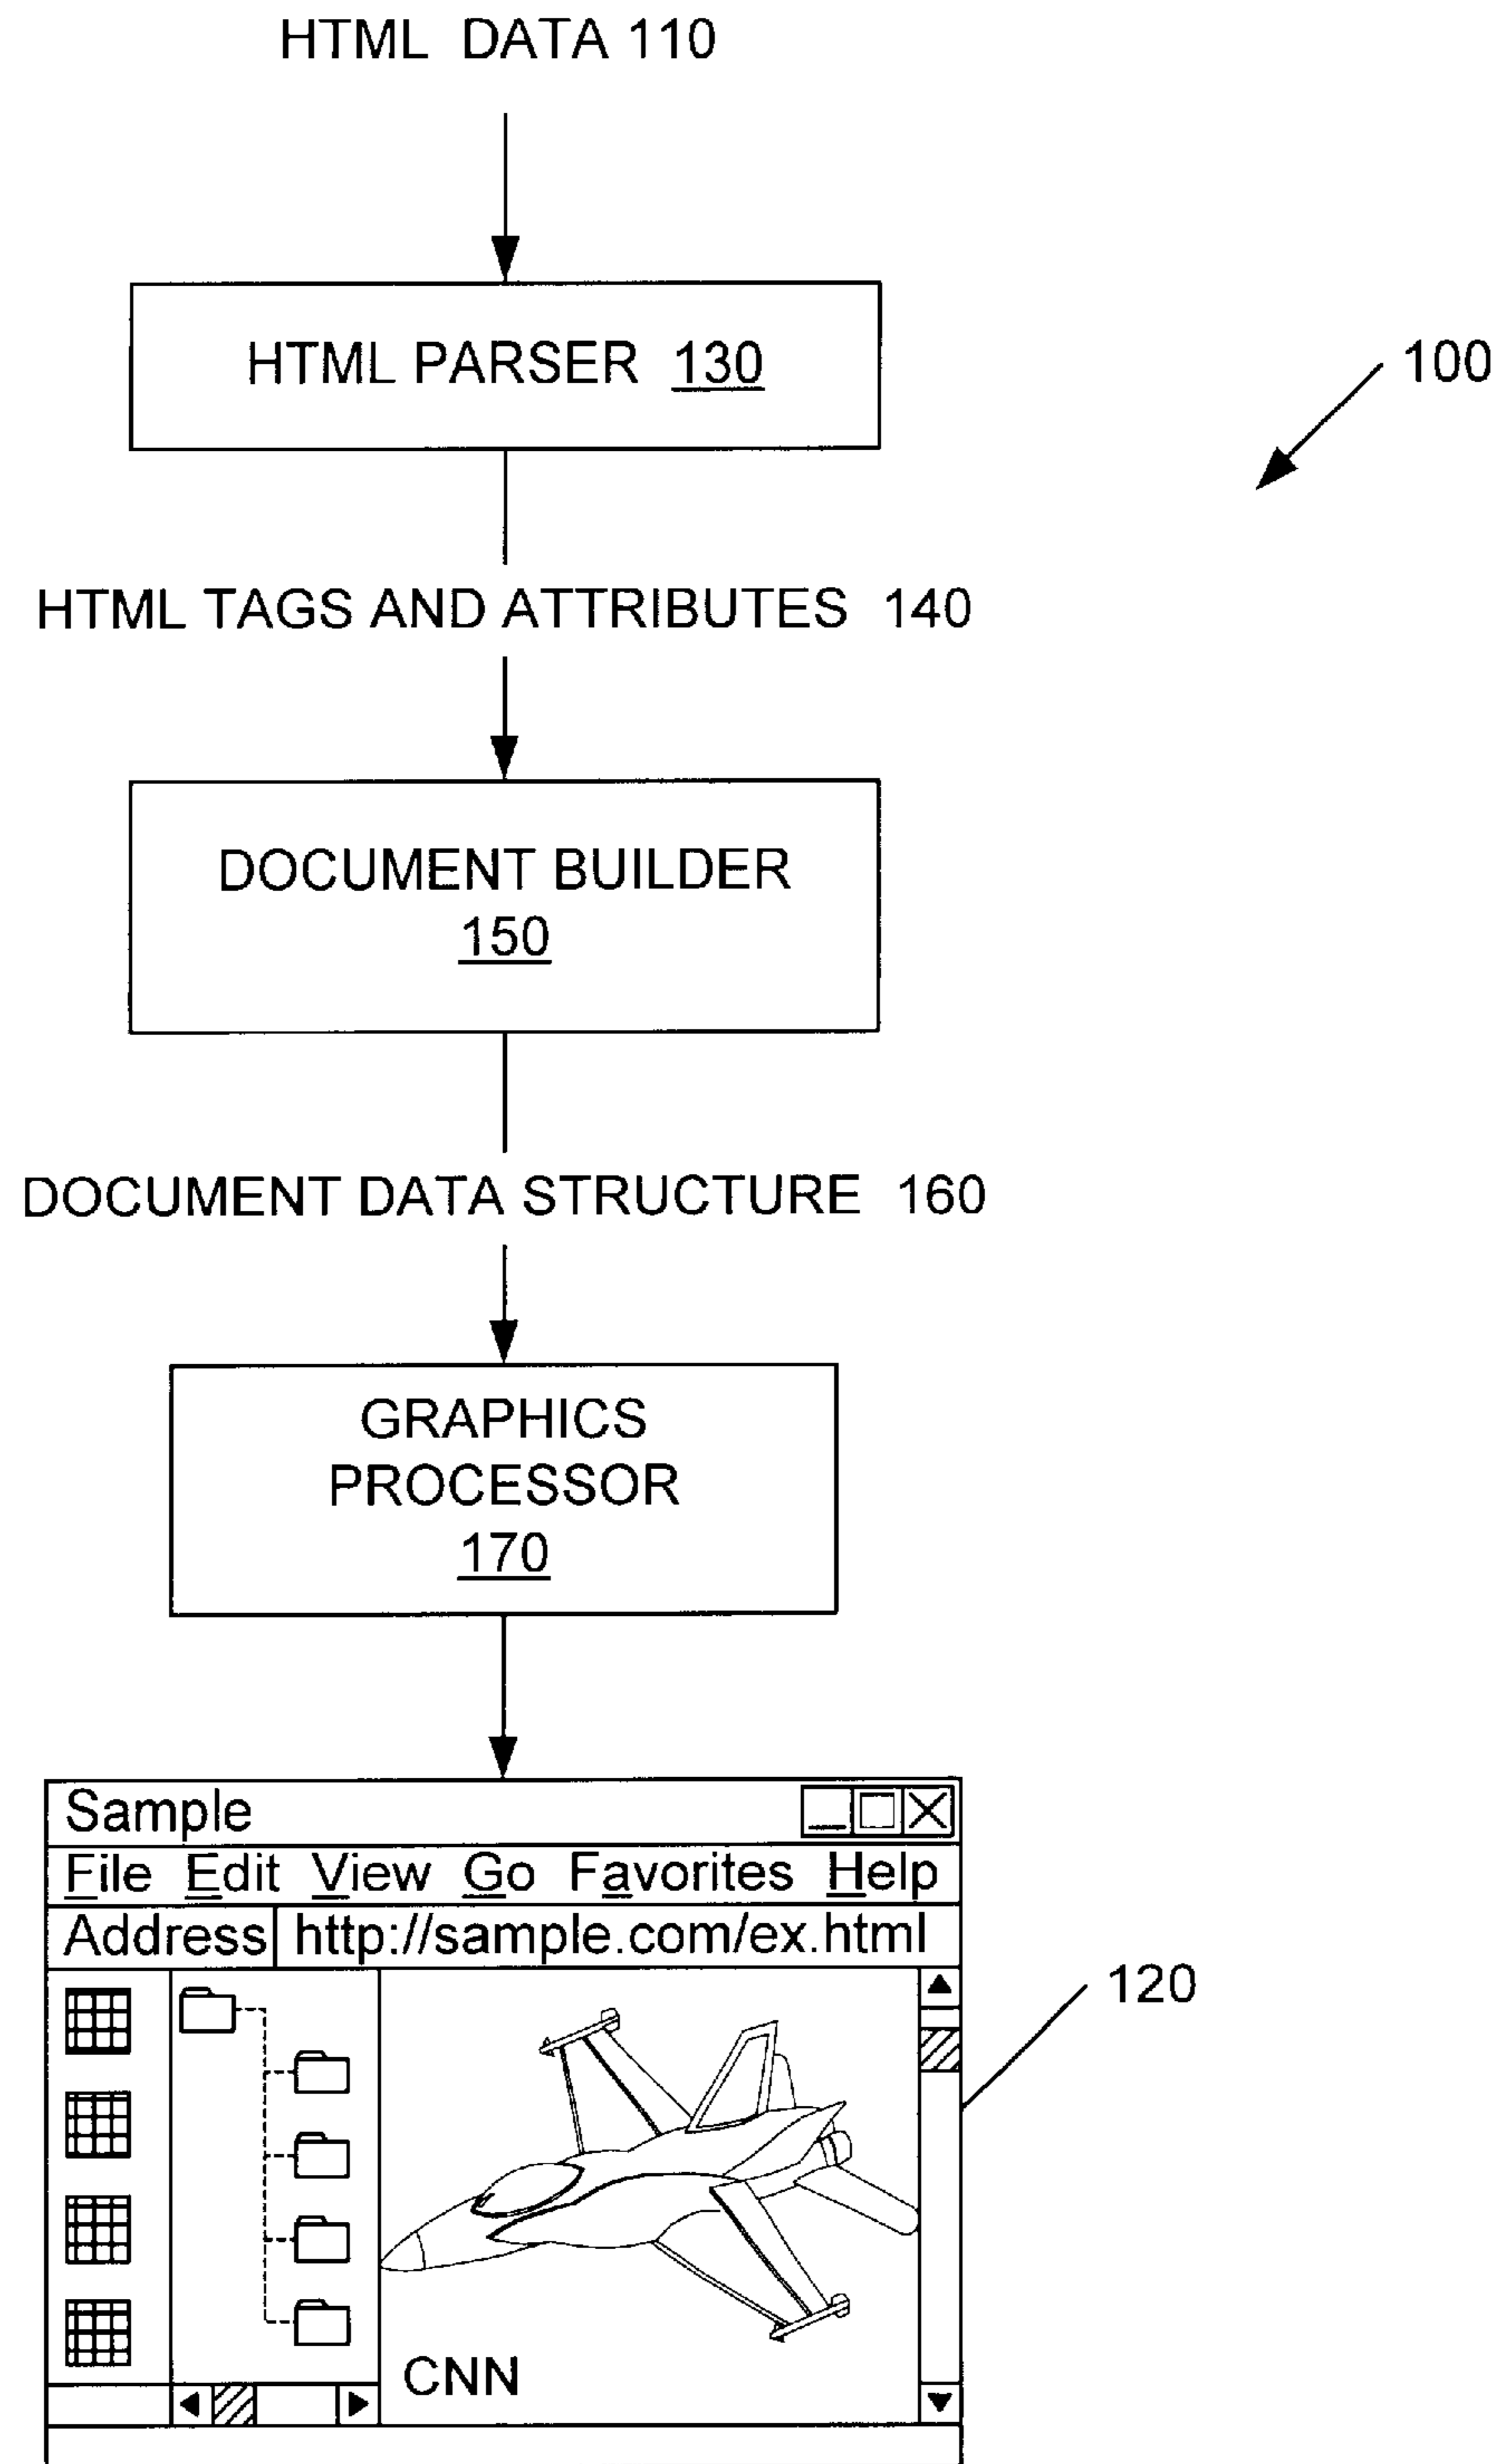 HTML DATA 110
HTML PARSER 130
100
HTML TAGS AND ATTRIBUTES 140
DOCUMENT BUILDER
150
DOCUMENT DATA STRUCTURE 160
GRAPHICS
PROCESSOR
170
Sample
File Edit View Go Favorites Help
Address http://sample.com/ex.html
120
CNN